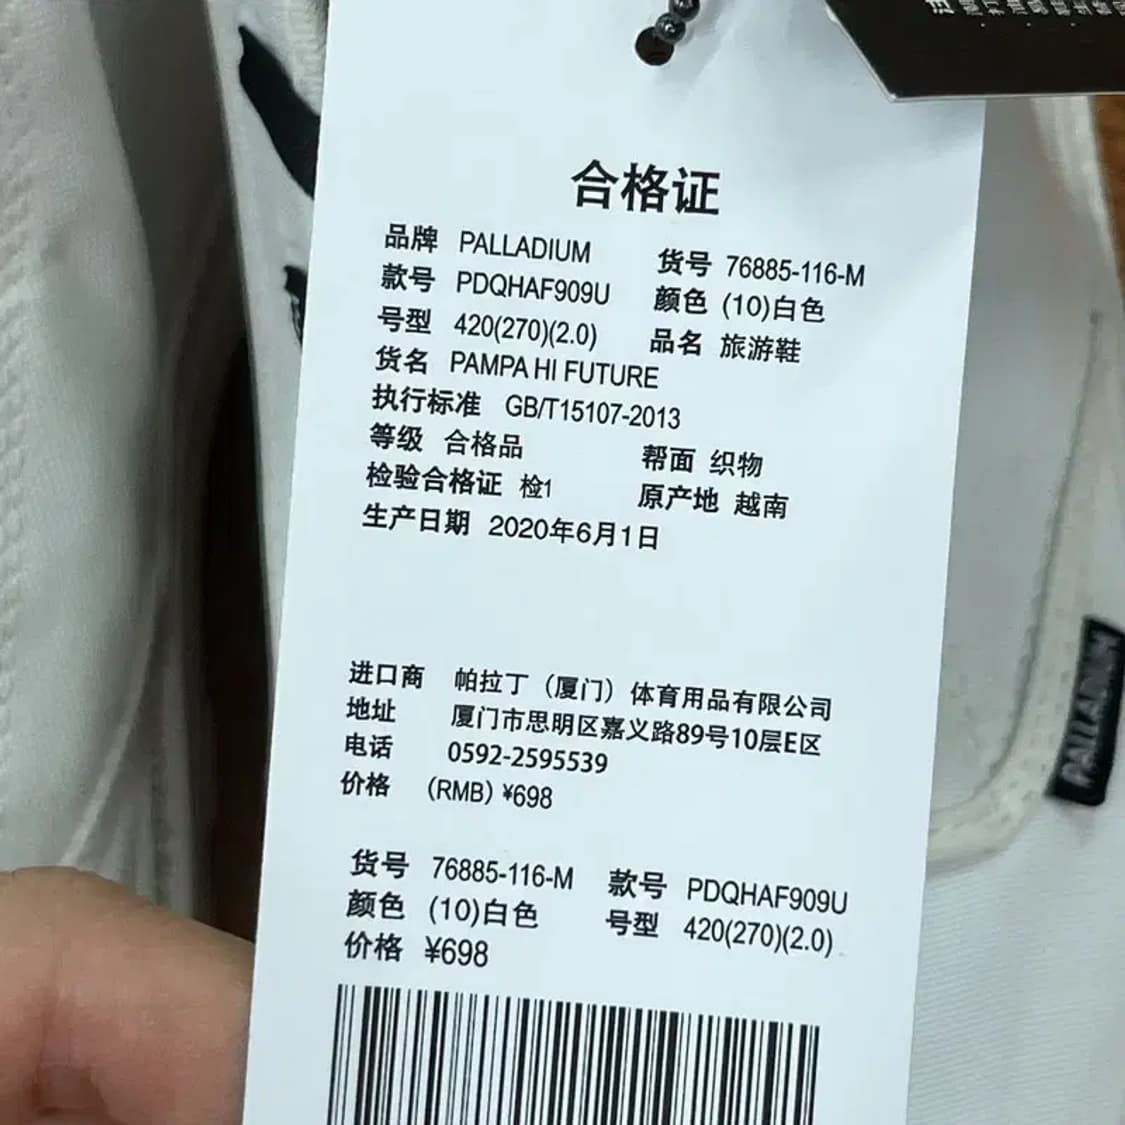 合格证
品牌 PALLADIUM 货号 76885-116-M
款号 PDQHAF909U 颜色 (10)白色
号型 420(270)(2.0) 品名 旅游鞋
货名 PAMPA HI FUTURE
执行标准 GB/T15107-2013
等级 合格品 帮面 织物
检验合格证 检1 原产地 越南
生产日期 2020年6月1日
进口商 帕拉丁（厦门）体育用品有限公司
地址 厦门市思明区嘉义路89号10层E区
电话 0592-2595539
价格 (RMB) ¥698
货号 76885-116-M 款号 PDQHAF909U
颜色 (10)白色 号型 420(270)(2.0)
价格 ¥698
PALLADIUM